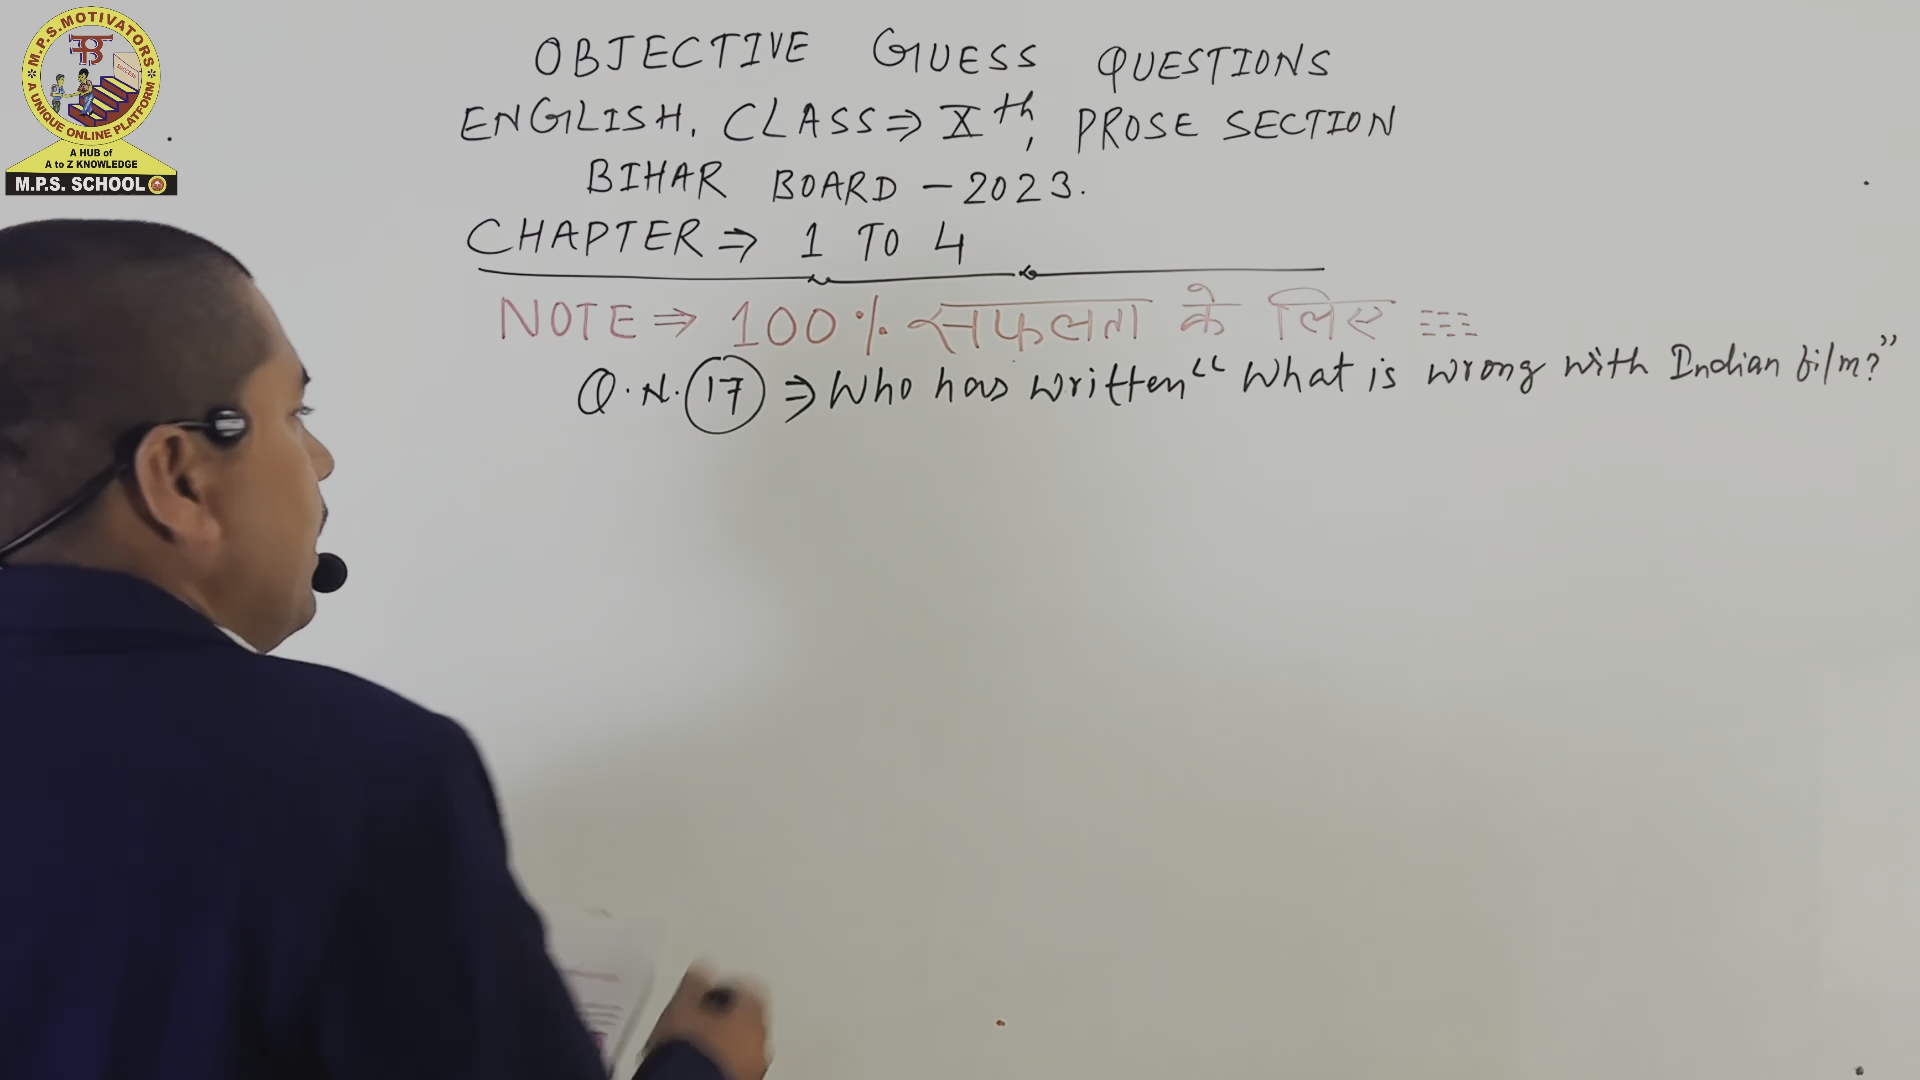 M.P.S. MOTIVATORS
SUCCESS
A UNIQUE ONLINE PLATFORM
A HUB of
A to Z KNOWLEDGE
M.P.S. SCHOOL
OBJECTIVE GUESS QUESTIONS
ENGLISH. CLASS ⇒ Xth, PROSE SECTION
BIHAR BOARD - 2023.
CHAPTER ⇒ 1 TO 4
NOTE ⇒ 100% सफलता के लिए
Q.N. 17 ⇒ Who has written “What is wrong with Indian film?”